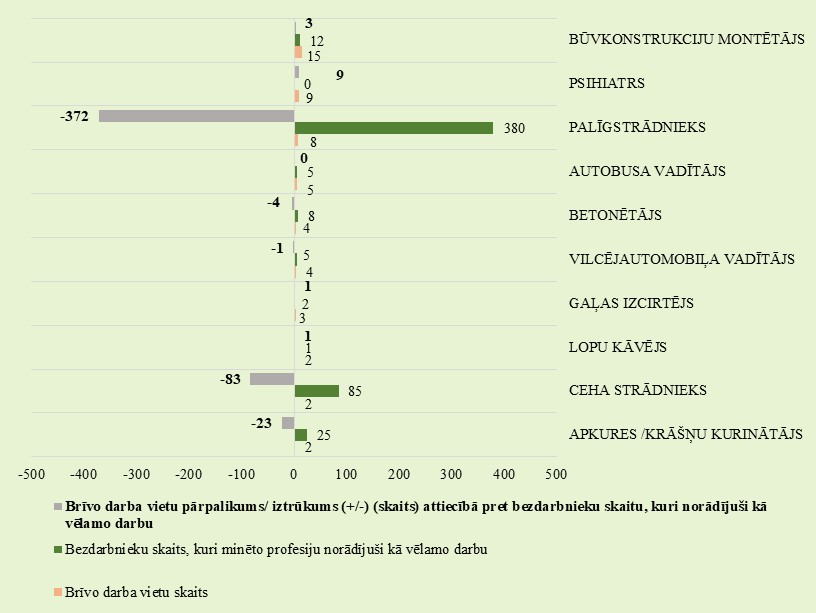 3
12
15
BŪVKONSTRUKCIJU MONTĒTĀJS
9
0
9
PSIHIATRS
-372
380
8
PALĪGSTRĀDNIEKS
0
5
5
AUTOBUSA VADĪTĀJS
-4
8
4
BETONĒTĀJS
-1
5
4
VILCĒJAUTOMOBIĻA VADĪTĀJS
1
2
3
GAĻAS IZCIRTĒJS
1
1
2
LOPU KĀVĒJS
-83
85
2
CEHA STRĀDNIEKS
-23
25
2
APKURES /KRĀŠŅU KURINĀTĀJS
-500 -400 -300 -200 -100 0 100 200 300 400 500
Brīvo darba vietu pārpalikums/ iztrūkums (+/-) (skaits) attiecībā pret bezdarbnieku skaitu, kuri norādījuši kā
vēlamo darbu
Bezdarbnieku skaits, kuri minēto profesiju norādījuši kā vēlamo darbu
Brīvo darba vietu skaits